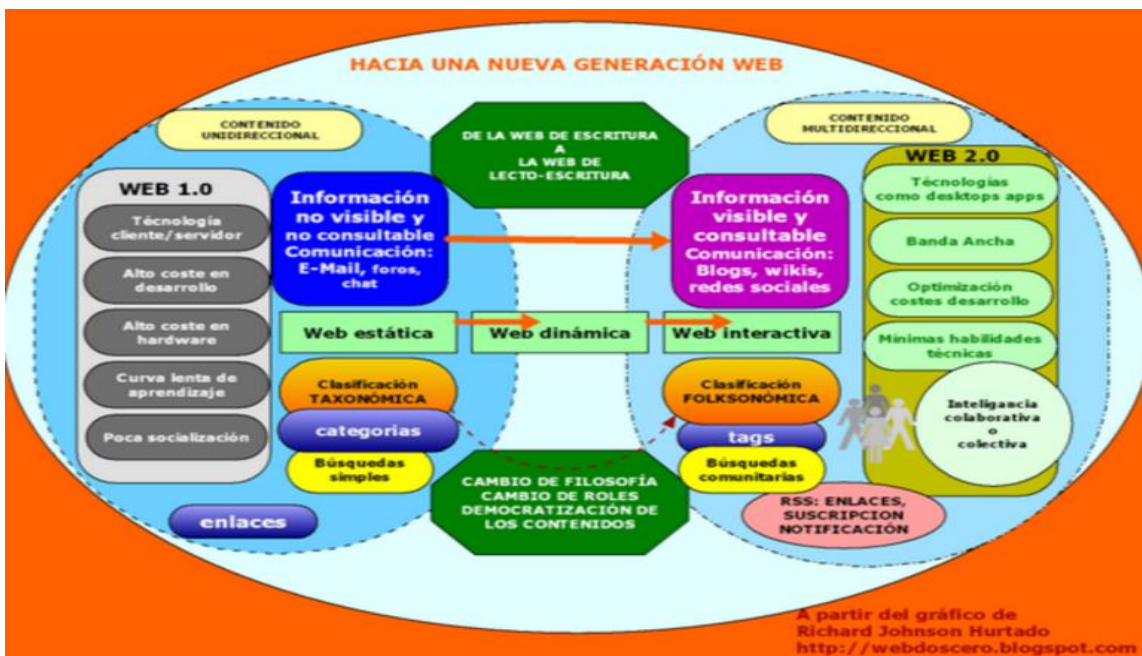 HACIA UNA NUEVA GENERACIÓN WEB
CONTENIDO
UNIDIRECCIONAL
WEB 1.0
Técnología
cliente/servidor
Alto coste en
desarrollo
Alto coste en
hardware
Curva lenta de
aprendizaje
Poca socialización
Información
no visible y
no consultable
Comunicación:
E-Mail, foros,
chat
Web estática
Clasificación
TAXONÓMICA
categorias
Búsquedas
simples
enlaces
DE LA WEB DE ESCRITURA
A
LA WEB DE
LECTO-ESCRITURA
Web dinámica
CAMBIO DE FILOSOFÍA
CAMBIO DE ROLES
DEMOCRATIZACIÓN DE
LOS CONTENIDOS
CONTENIDO
MULTIDIRECCIONAL
Información
visible y
consultable
Comunicación:
Blogs, wikis,
redes sociales
Web interactiva
Clasificación
FOLKSONÓMICA
tags
Búsquedas
comunitarias
WEB 2.0
Técnologías
como desktops apps
Banda Ancha
Optimización
costes desarrollo
Mínimas habilidades
técnicas
Inteligancia
colaborativa
o
colectiva
RSS: ENLACES,
SUSCRIPCION
NOTIFICACIÓN
A partir del gráfico de
Richard Johnson Hurtado
http://webdoscero.blogspot.com